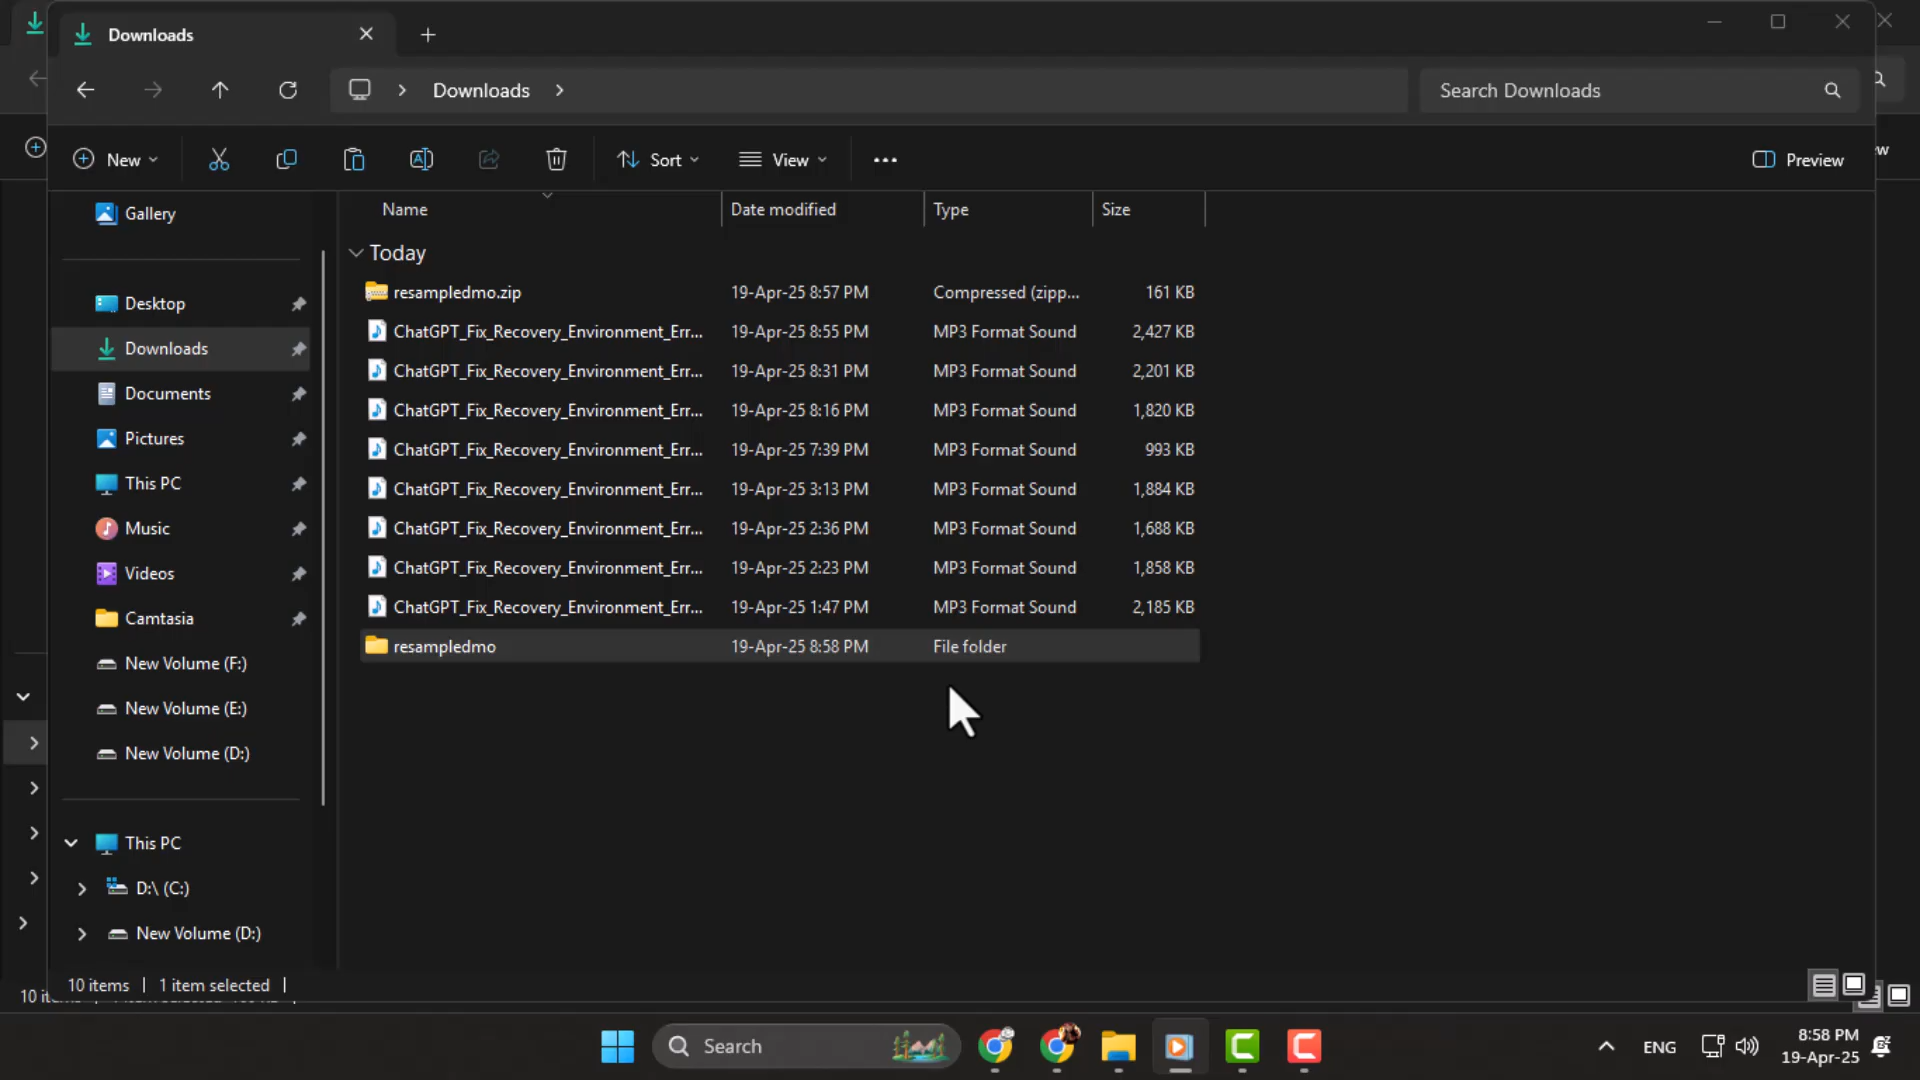 Downloads
Downloads
Search Downloads
New
Sort
View
Preview
w
Name
Date modified
Type
Size
Today
resampledmo.zip 19-Apr-25 8:57 PM Compressed (zipp... 161 KB
ChatGPT_Fix_Recovery_Environment_Err... 19-Apr-25 8:55 PM MP3 Format Sound 2,427 KB
ChatGPT_Fix_Recovery_Environment_Err... 19-Apr-25 8:31 PM MP3 Format Sound 2,201 KB
ChatGPT_Fix_Recovery_Environment_Err... 19-Apr-25 8:16 PM MP3 Format Sound 1,820 KB
ChatGPT_Fix_Recovery_Environment_Err... 19-Apr-25 7:39 PM MP3 Format Sound 993 KB
ChatGPT_Fix_Recovery_Environment_Err... 19-Apr-25 3:13 PM MP3 Format Sound 1,884 KB
ChatGPT_Fix_Recovery_Environment_Err... 19-Apr-25 2:36 PM MP3 Format Sound 1,688 KB
ChatGPT_Fix_Recovery_Environment_Err... 19-Apr-25 2:23 PM MP3 Format Sound 1,858 KB
ChatGPT_Fix_Recovery_Environment_Err... 19-Apr-25 1:47 PM MP3 Format Sound 2,185 KB
resampledmo 19-Apr-25 8:58 PM File folder
Gallery
Desktop
Downloads
Documents
Pictures
This PC
Music
Videos
Camtasia
New Volume (F:)
New Volume (E:)
New Volume (D:)
This PC
D:\ (C:)
New Volume (D:)
10 items
1 item selected
10
Search
ENG
8:58 PM
19-Apr-25